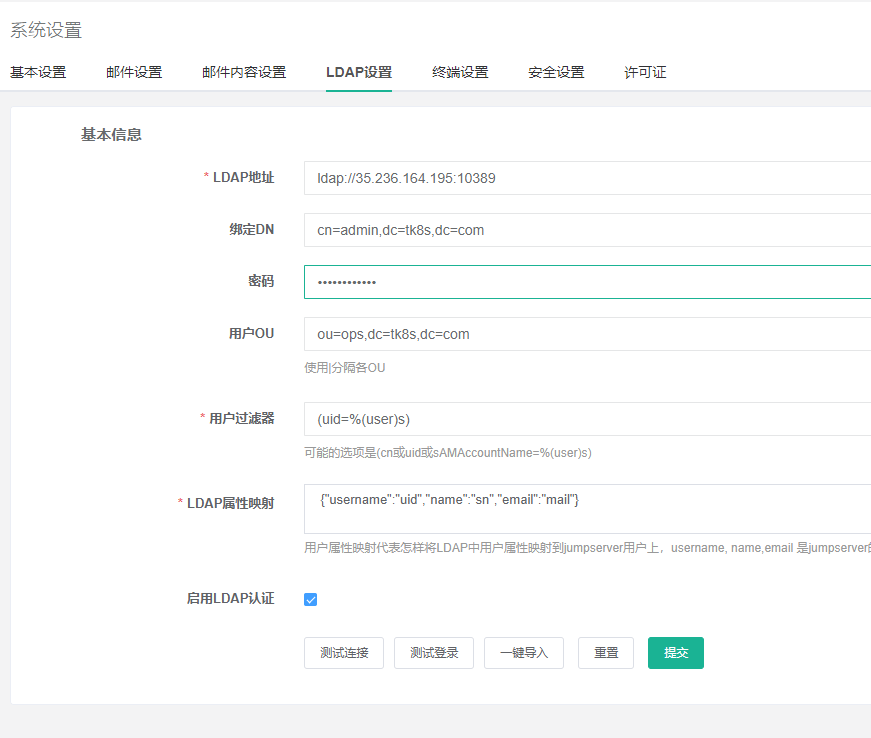 系统设置
基本设置 邮件设置 邮件内容设置 LDAP设置 终端设置 安全设置 许可证
基本信息
* LDAP地址 ldap://35.236.164.195:10389
绑定DN cn=admin,dc=tk8s,dc=com
密码 ••••••••••••
用户OU ou=ops,dc=tk8s,dc=com
使用|分隔各OU
* 用户过滤器 (uid=%(user)s)
可能的选项是(cn或uid或sAMAccountName=%(user)s)
* LDAP属性映射 {"username":"uid","name":"sn","email":"mail"}
用户属性映射代表怎样将LDAP中用户属性映射到jumpserver用户上，username, name,email 是jumpserver
启用LDAP认证
测试连接 测试登录 一键导入 重置 提交